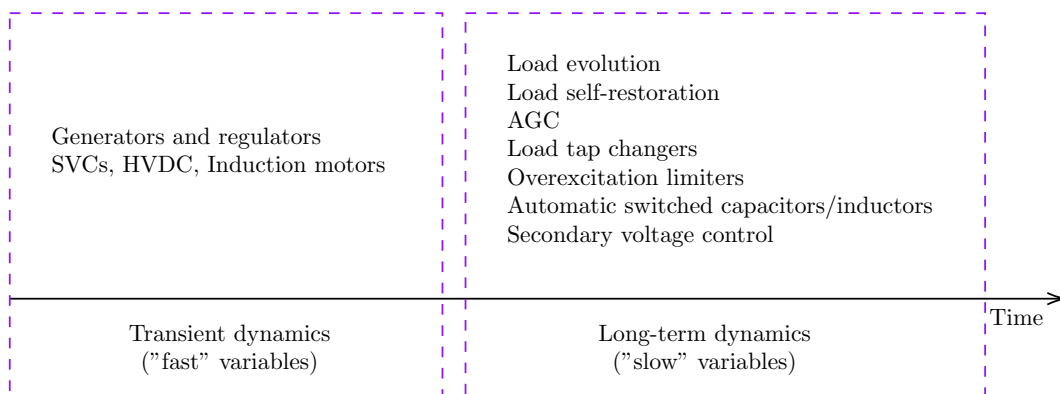 Generators and regulators
SVCs, HVDC, Induction motors
Load evolution
Load self-restoration
AGC
Load tap changers
Overexcitation limiters
Automatic switched capacitors/inductors
Secondary voltage control
Time
Transient dynamics
(”fast” variables)
Long-term dynamics
(”slow” variables)